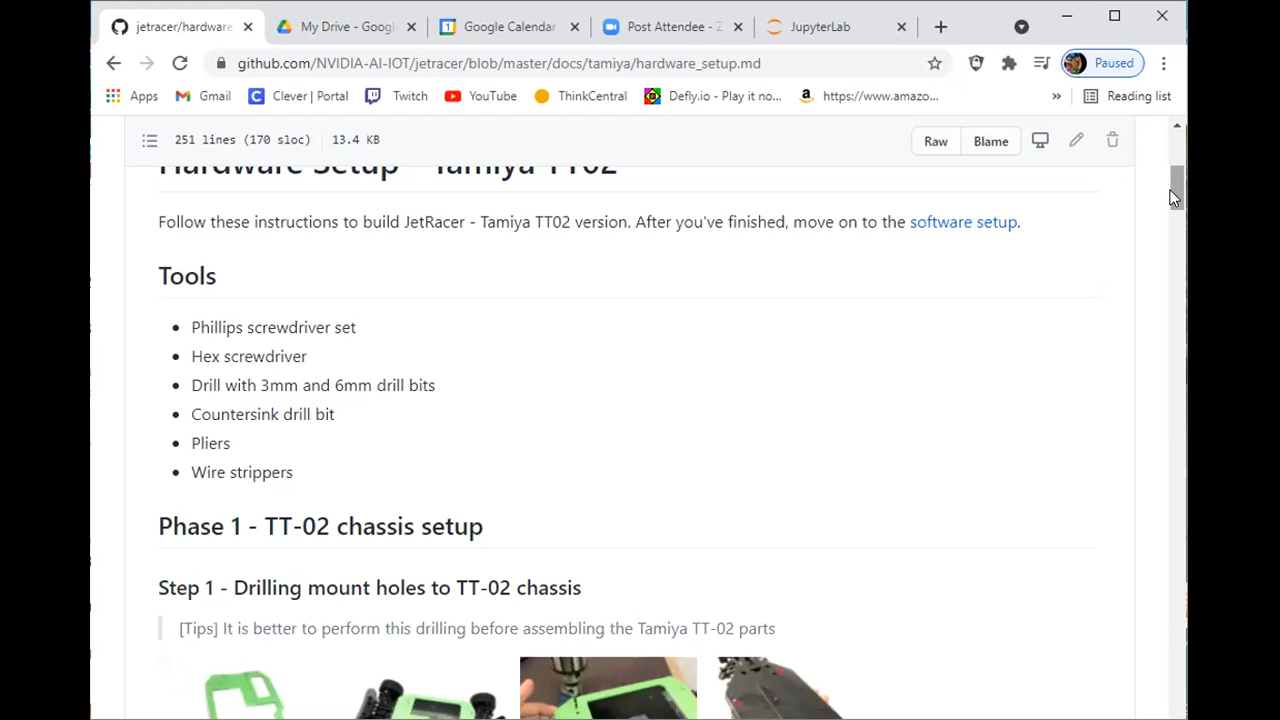 jetracer/hardware
My Drive - Googl
1
Google Calendar
Post Attendee - Z
JupyterLab
github.com/NVIDIA-AI-IOT/jetracer/blob/master/docs/tamiya/hardware_setup.md
Paused
Apps
Gmail
C
Clever | Portal
Twitch
YouTube
ThinkCentral
Defly.io - Play it no...
a
https://www.amazo...
»
Reading list
251 lines (170 sloc)
13.4 KB
Raw
Blame
Hardware Setup - Tamiya TT02
Follow these instructions to build JetRacer - Tamiya TT02 version. After you've finished, move on to the software setup.
Tools
Phillips screwdriver set
Hex screwdriver
Drill with 3mm and 6mm drill bits
Countersink drill bit
Pliers
Wire strippers
Phase 1 - TT-02 chassis setup
Step 1 - Drilling mount holes to TT-02 chassis
[Tips] It is better to perform this drilling before assembling the Tamiya TT-02 parts